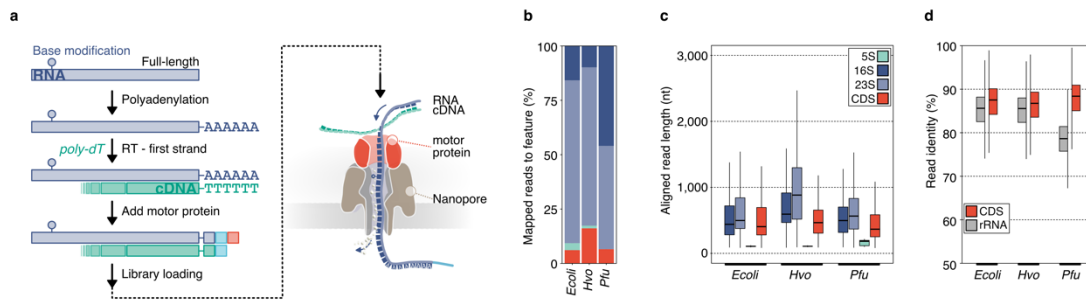 a
Base modification
Full-length
RNA
Polyadenylation
AAAAAA
poly-dT
RT - first strand
AAAAAA
cDNA
TTTTTT
Add motor protein
Library loading
RNA
cDNA
motor
protein
Nanopore
b
Mapped reads to feature (%)
100
75
50
25
0
Ecoli
Hvo
Pfu
c
Aligned read length (nt)
3,000
2,000
1,000
0
5S
16S
23S
CDS
Ecoli
Hvo
Pfu
d
Read identity (%)
100
90
80
70
60
50
CDS
rRNA
Ecoli
Hvo
Pfu